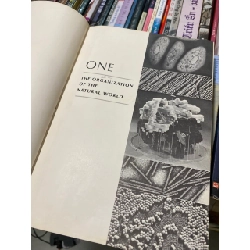 ONE
THE ORGANIZATION
OF THE
NATURAL WORLD